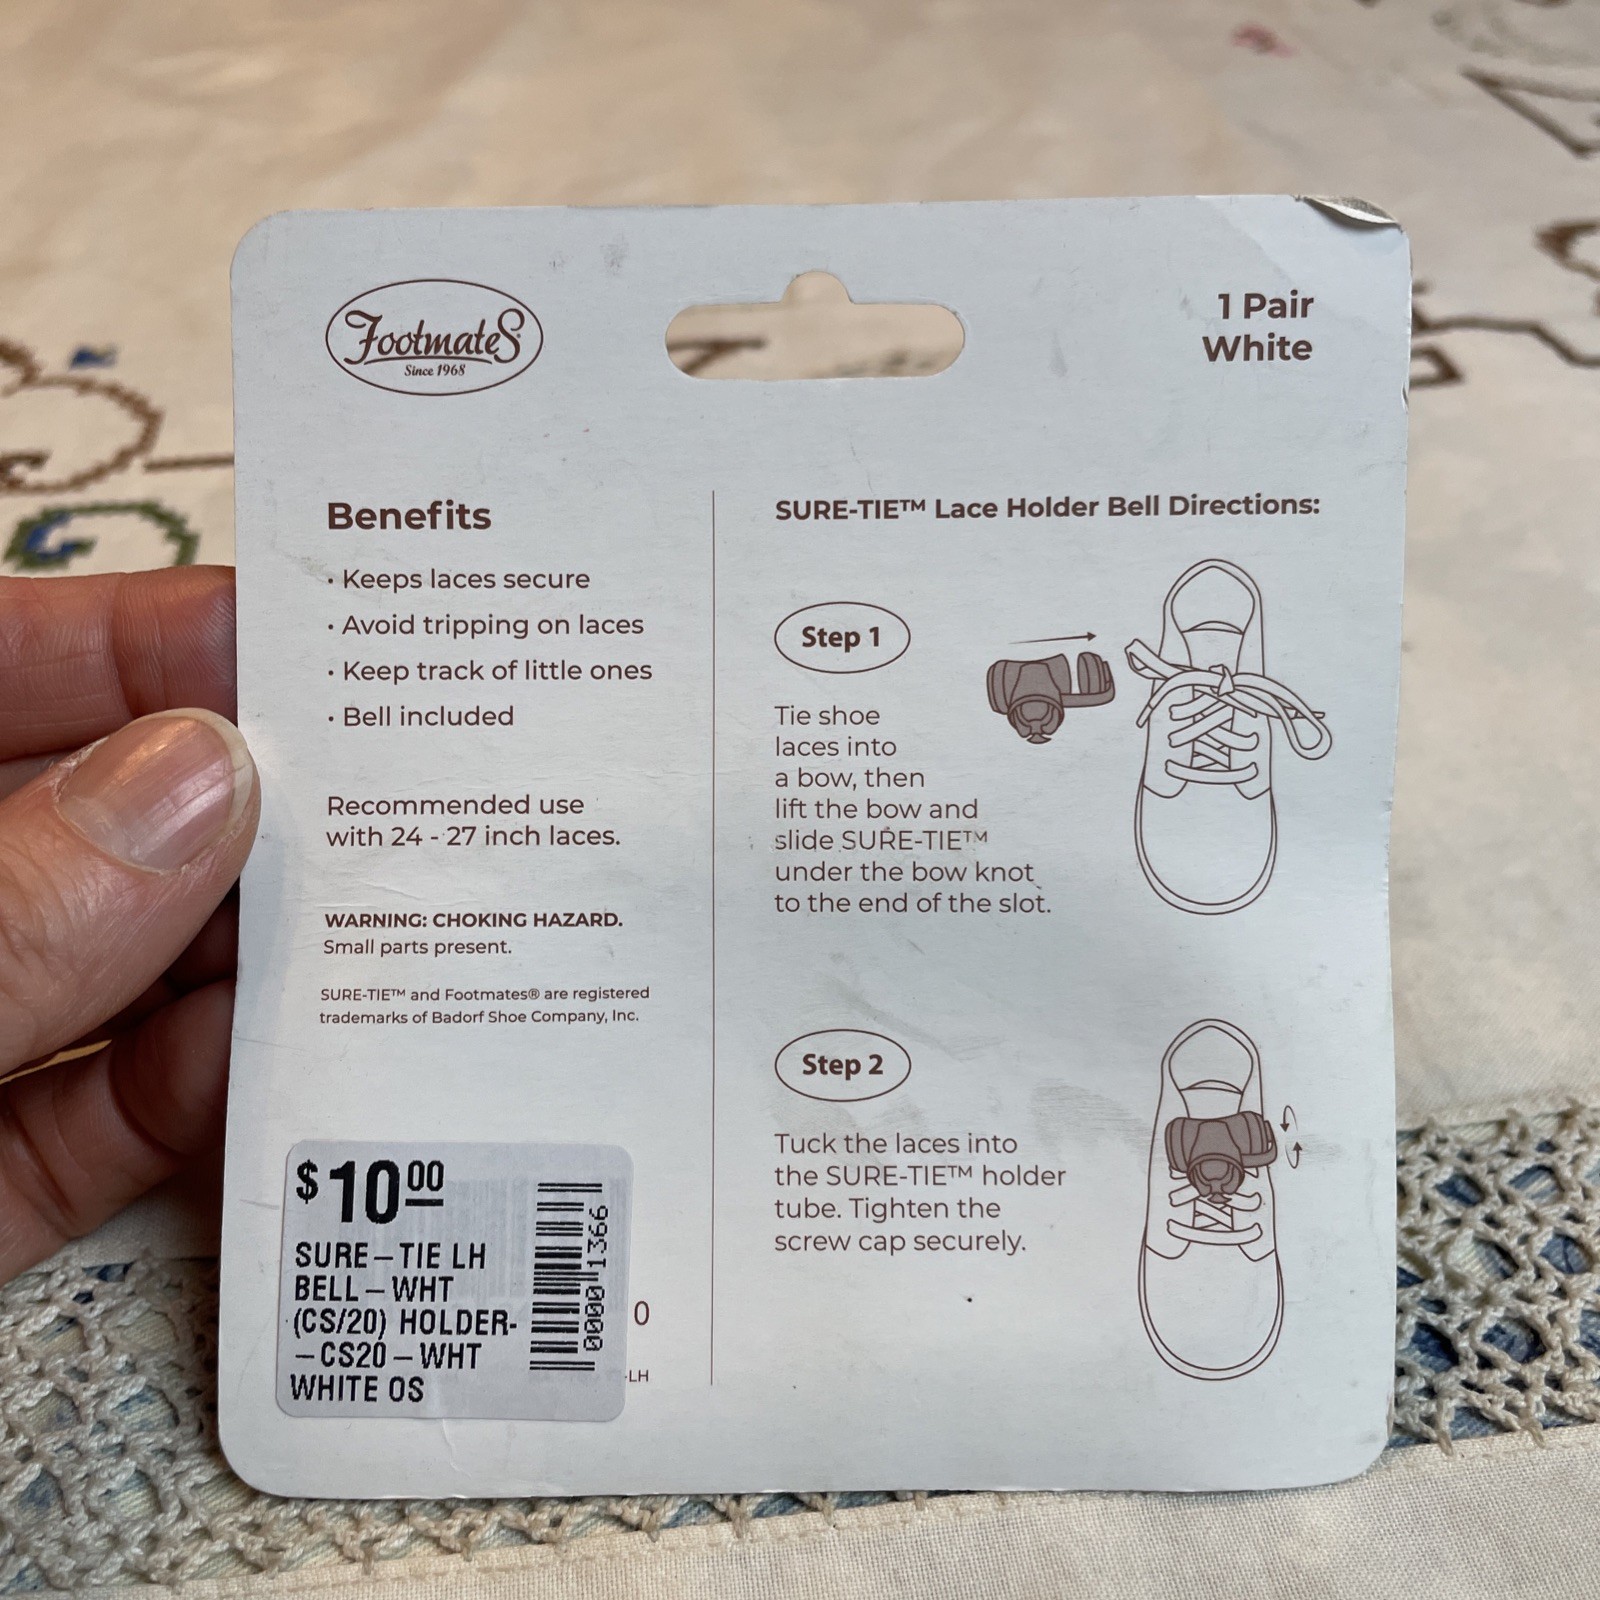 Footmates
Since 1968
1 Pair
White
Benefits
• Keeps laces secure
• Avoid tripping on laces
• Keep track of little ones
• Bell included
Recommended use
with 24 - 27 inch laces.
WARNING: CHOKING HAZARD.
Small parts present.
SURE-TIE™ and Footmates® are registered
trademarks of Badorf Shoe Company, Inc.
$10.00
SURE-TIE LH
BELL-WHT
(CS/20) HOLDER-
-CS20-WHT
WHITE OS
00001366
0
-LH
SURE-TIE™ Lace Holder Bell Directions:
Step 1
Tie shoe
laces into
a bow, then
lift the bow and
slide SURE-TIE™
under the bow knot
to the end of the slot.
Step 2
Tuck the laces into
the SURE-TIE™ holder
tube. Tighten the
screw cap securely.